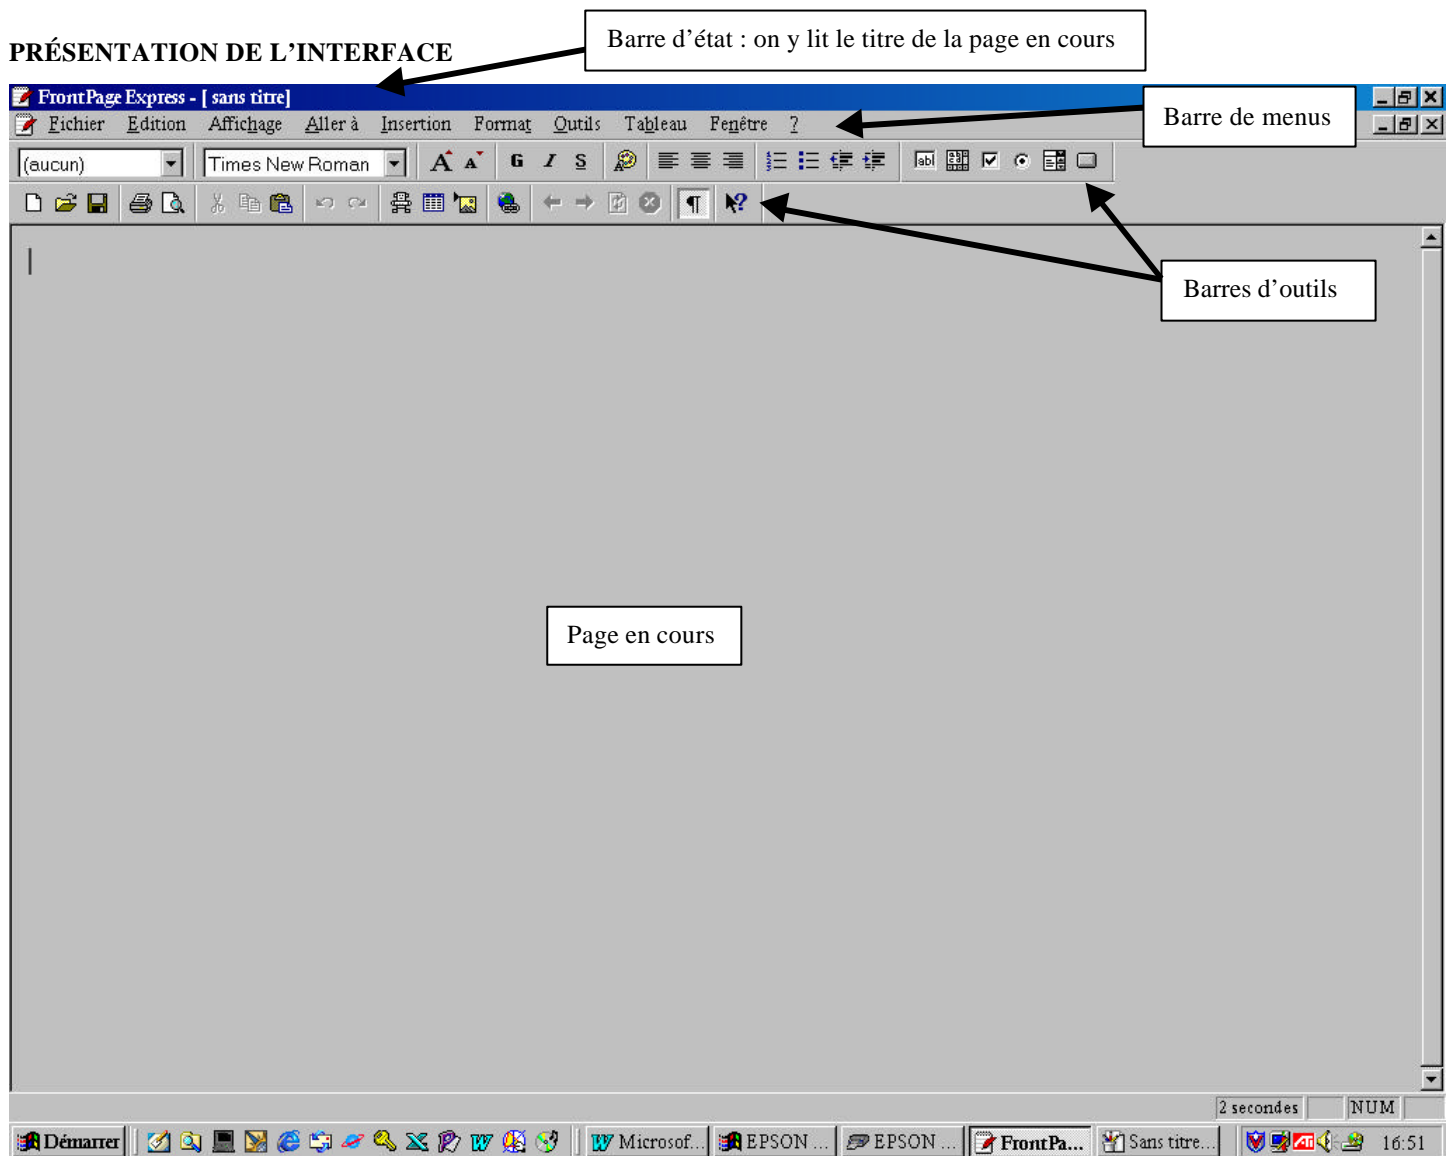 Barre d’état : on y lit le titre de la page en cours
PRÉSENTATION DE L’INTERFACE
FrontPage Express - [ sans titre]
Barre de menus
Fichier Edition Affichage Aller à Insertion Format Outils Tableau Fenêtre ?
(aucun) Times New Roman A A G I S
abl
Barres d’outils
Page en cours
2 secondes NUM
Démarrer Microsof... EPSON ... EPSON ... FrontPa... Sans titre... ATI 16:51